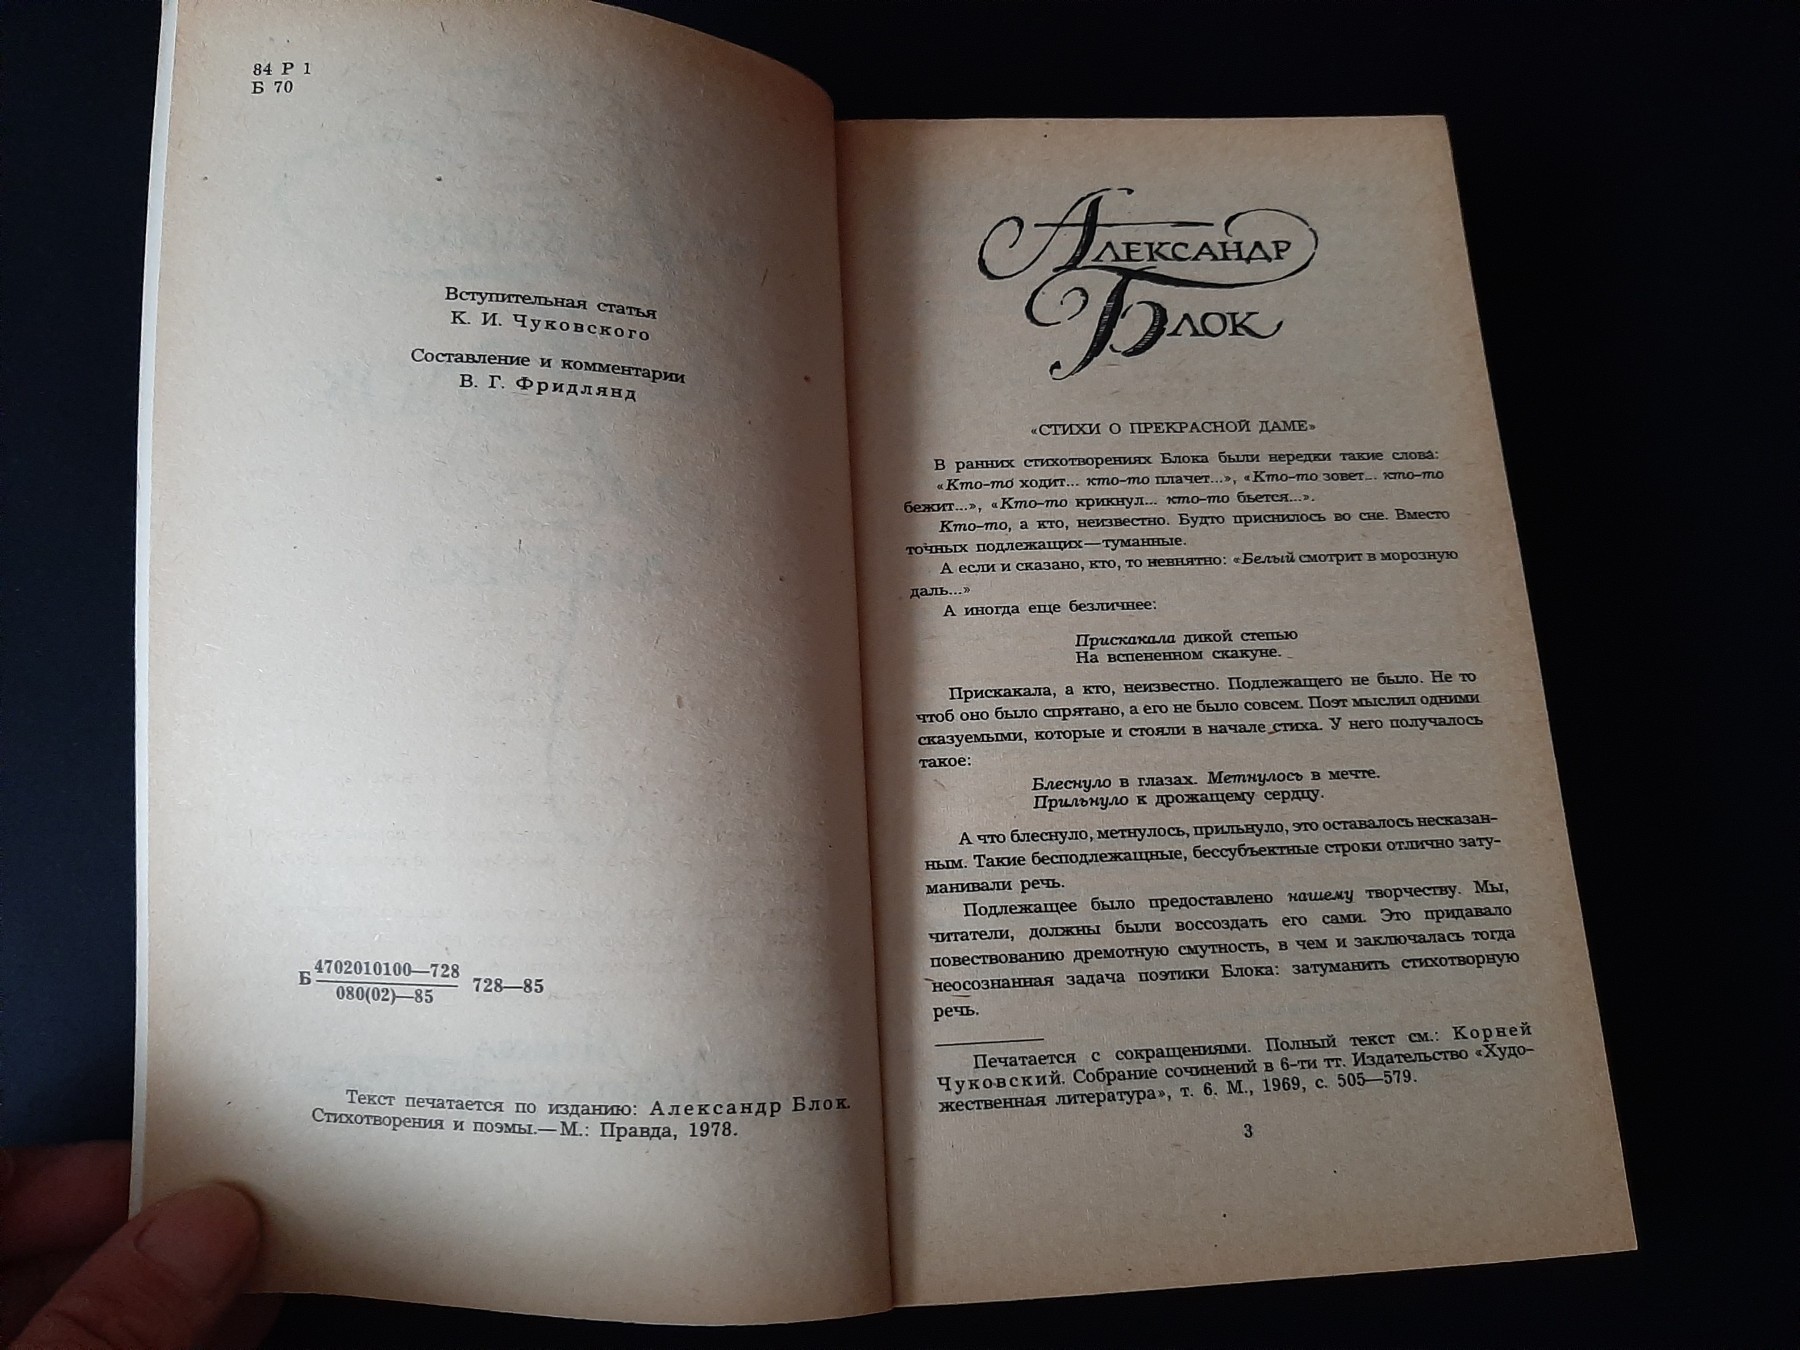 84 Р 1
Б 70
Вступительная статья
К. И. Чуковского
Составление и комментарии
В. Г. Фридлянд
Б 4702010100—728
080(02)—85
728—85
Текст печатается по изданию: Александр Блок.
Стихотворения и поэмы.— М.: Правда, 1978.
Александр
Блок
«СТИХИ О ПРЕКРАСНОЙ ДАМЕ»
В ранних стихотворениях Блока были нередки такие слова:
«Кто-то ходит... кто-то плачет...», «Кто-то зовет... кто-то
бежит...», «Кто-то крикнул... кто-то бьется...».
Кто-то, а кто, неизвестно. Будто приснилось во сне. Вместо
точных подлежащих—туманные.
А если и сказано, кто, то невнятно: «Белый смотрит в морозную
даль...»
А иногда еще безличнее:
Прискакала дикой степью
На вспененном скакуне.
Прискакала, а кто, неизвестно. Подлежащего не было. Не то
чтоб оно было спрятано, а его не было совсем. Поэт мыслил одними
сказуемыми, которые и стояли в начале стиха. У него получалось
такое:
Блеснуло в глазах. Метнулось в мечте.
Прильнуло к дрожащему сердцу.
А что блеснуло, метнулось, прильнуло, это оставалось несказан-
ным. Такие бесподлежащные, бессубъектные строки отлично зату-
манивали речь.
Подлежащее было предоставлено нашему творчеству. Мы,
читатели, должны были воссоздать его сами. Это придавало
повествованию дремотную смутность, в чем и заключалась тогда
неосознанная задача поэтики Блока: затуманить стихотворную
речь.
Печатается с сокращениями. Полный текст см.: Корней
Чуковский. Собрание сочинений в 6-ти тт. Издательство «Худо-
жественная литература», т. 6. М., 1969, с. 505—579.
3